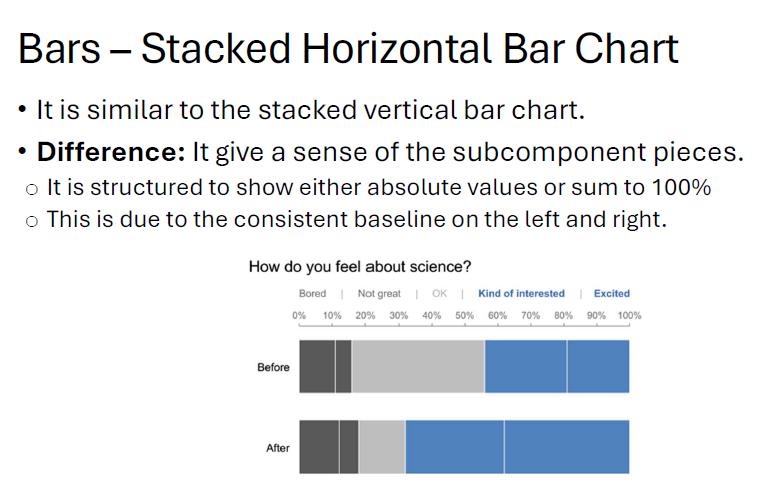 Bars – Stacked Horizontal Bar Chart
• It is similar to the stacked vertical bar chart.
• Difference: It give a sense of the subcomponent pieces.
o It is structured to show either absolute values or sum to 100%
o This is due to the consistent baseline on the left and right.
How do you feel about science?
Bored | Not great | OK | Kind of interested | Excited
0% 10% 20% 30% 40% 50% 60% 70% 80% 90% 100%
Before
After